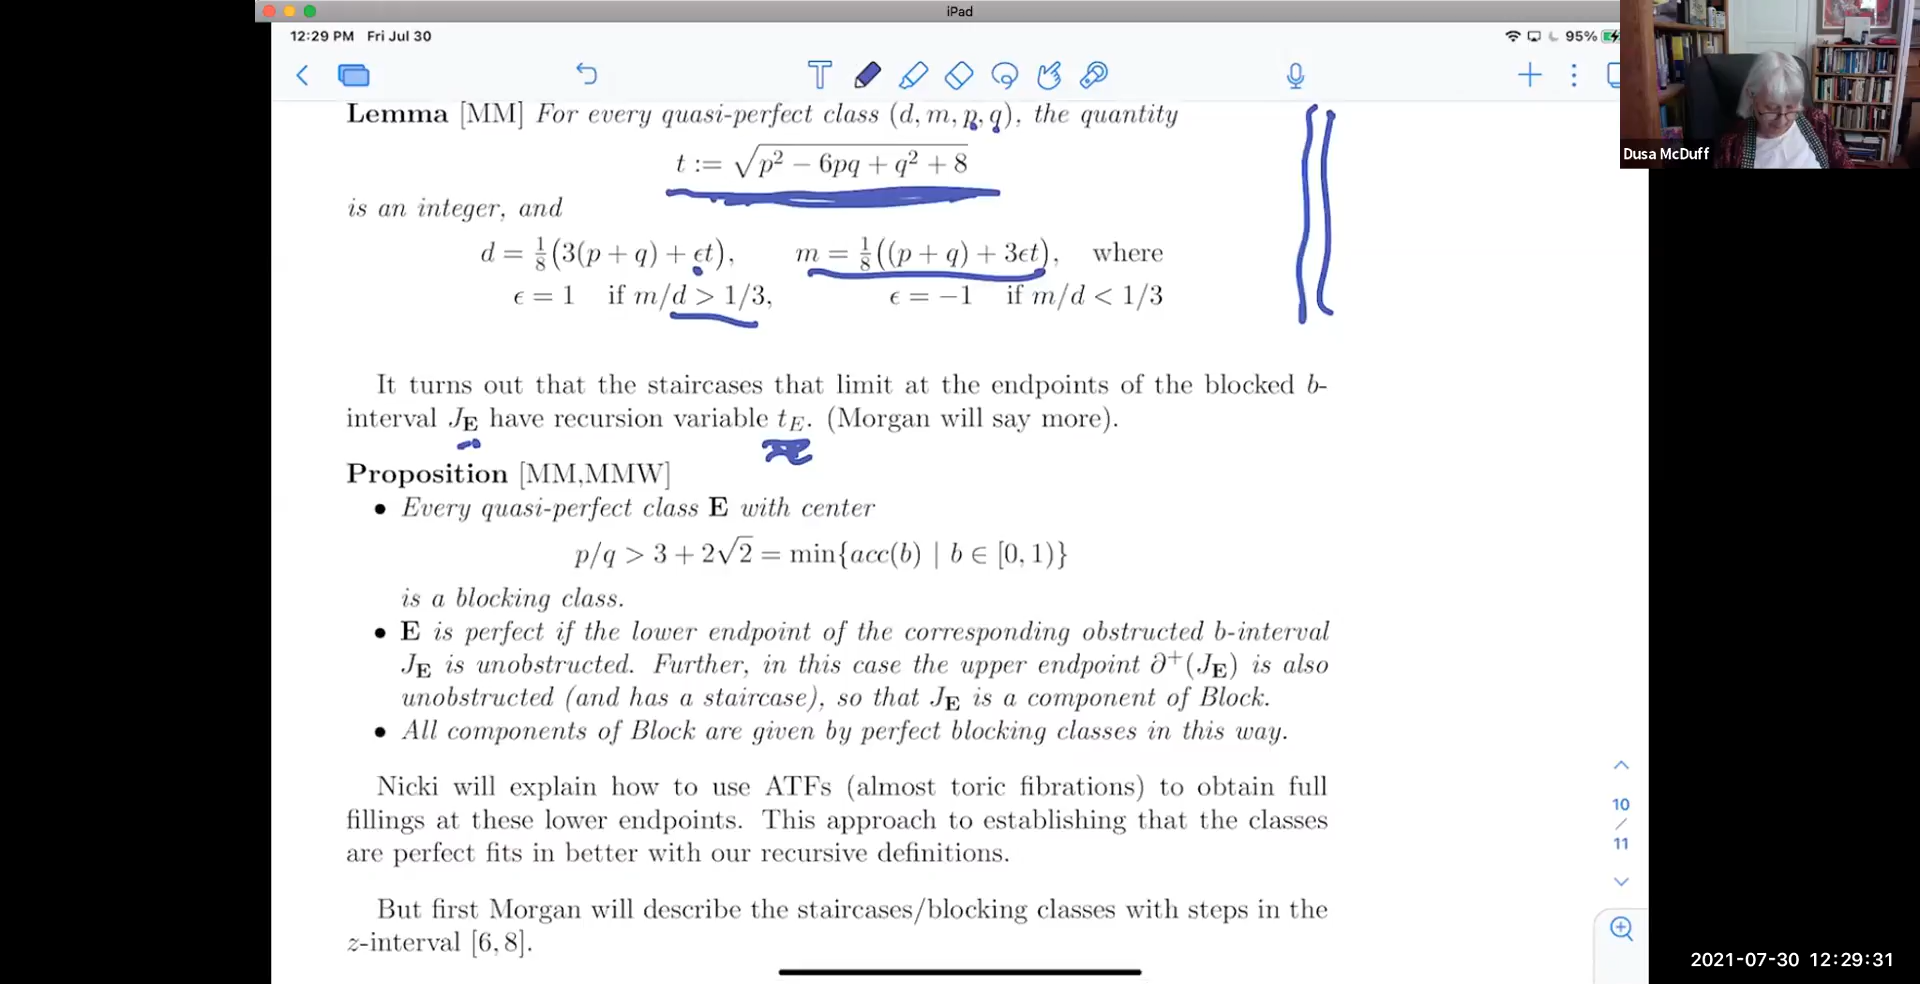 iPad
12:29 PM Fri Jul 30
95%
Dusa McDuff
Lemma [MM] For every quasi-perfect class (d, m, p, q), the quantity
t := √(p² − 6pq + q² + 8)
is an integer, and
d = 1/8(3(p + q) + ϵt), m = 1/8((p + q) + 3ϵt), where
ϵ = 1 if m/d > 1/3, ϵ = −1 if m/d < 1/3
It turns out that the staircases that limit at the endpoints of the blocked b-
interval J_E have recursion variable t_E. (Morgan will say more).
Proposition [MM,MMW]
• Every quasi-perfect class E with center
p/q > 3 + 2√2 = min{acc(b) | b ∈ [0, 1)}
is a blocking class.
• E is perfect if the lower endpoint of the corresponding obstructed b-interval
J_E is unobstructed. Further, in this case the upper endpoint ∂⁺(J_E) is also
unobstructed (and has a staircase), so that J_E is a component of Block.
• All components of Block are given by perfect blocking classes in this way.
Nicki will explain how to use ATFs (almost toric fibrations) to obtain full
fillings at these lower endpoints. This approach to establishing that the classes
are perfect fits in better with our recursive definitions.
But first Morgan will describe the staircases/blocking classes with steps in the
z-interval [6, 8].
10
/
11
2021-07-30 12:29:31